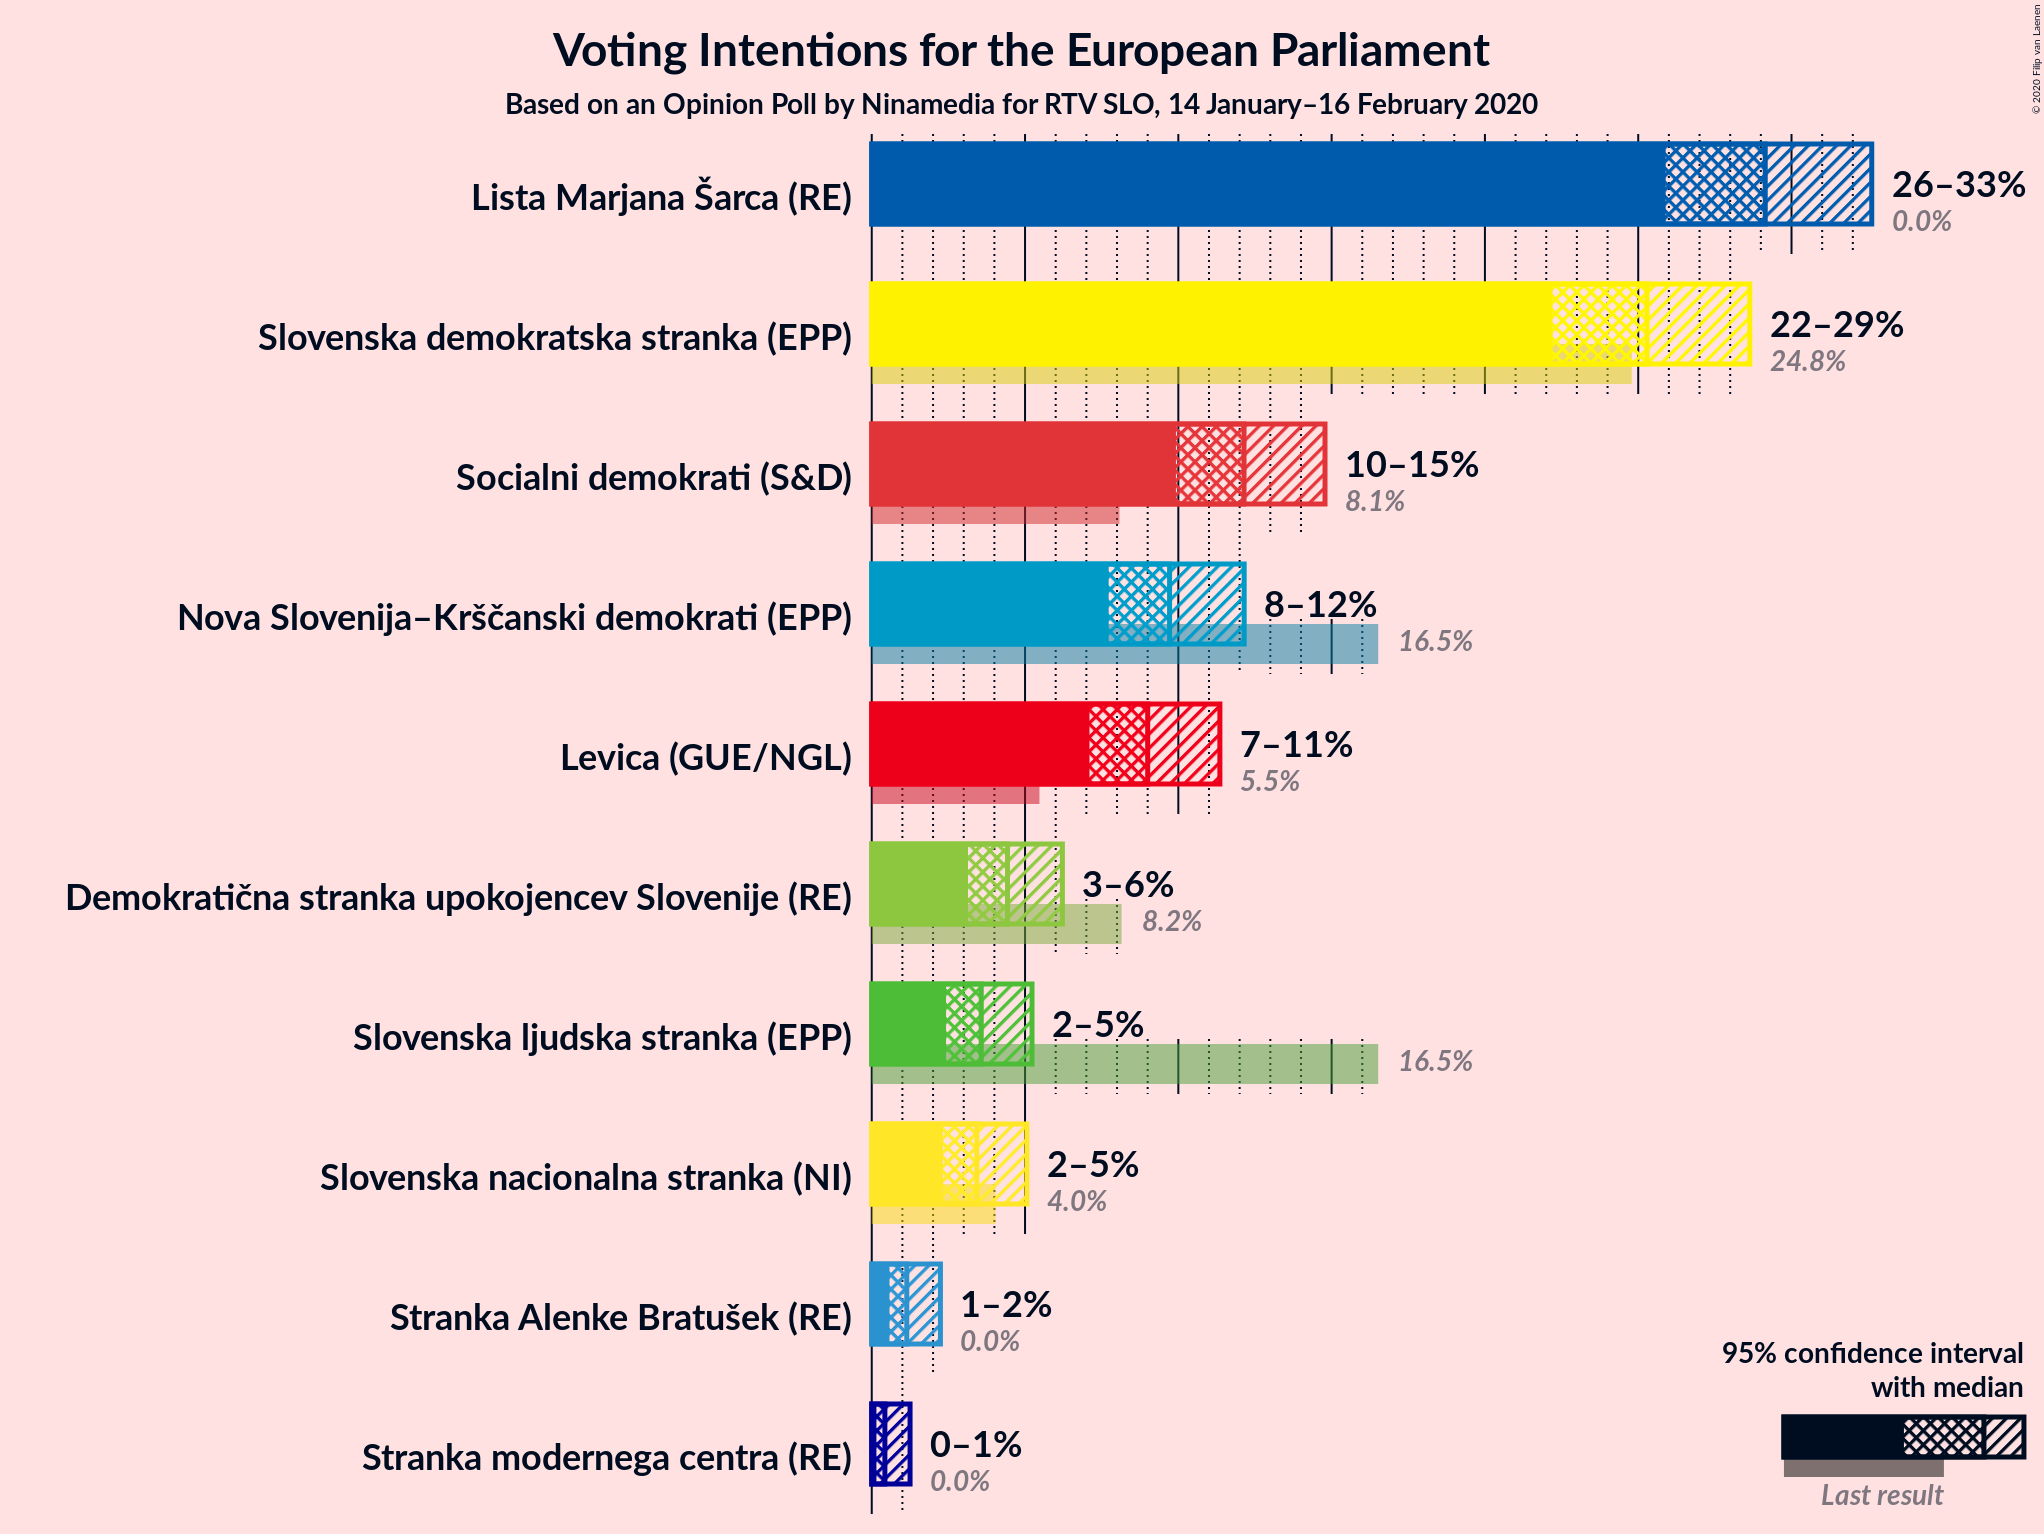 Voting Intentions for the European Parliament
Based on an Opinion Poll by Ninamedia for RTV SLO, 14 January–16 February 2020
© 2020 Filip van Laenen
Lista Marjana Šarca (RE)
26–33%
0.0%
Slovenska demokratska stranka (EPP)
22–29%
24.8%
Socialni demokrati (S&D)
10–15%
8.1%
Nova Slovenija–Krščanski demokrati (EPP)
8–12%
16.5%
Levica (GUE/NGL)
7–11%
5.5%
Demokratična stranka upokojencev Slovenije (RE)
3–6%
8.2%
Slovenska ljudska stranka (EPP)
2–5%
16.5%
Slovenska nacionalna stranka (NI)
2–5%
4.0%
Stranka Alenke Bratušek (RE)
1–2%
0.0%
Stranka modernega centra (RE)
0–1%
0.0%
95% confidence interval
with median
Last result